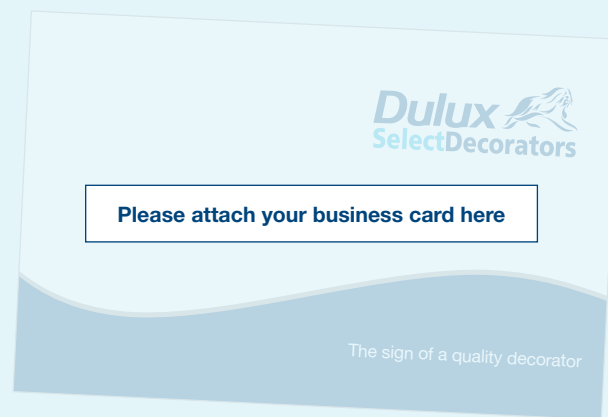 Dulux
SelectDecorators
Please attach your business card here
The sign of a quality decorator